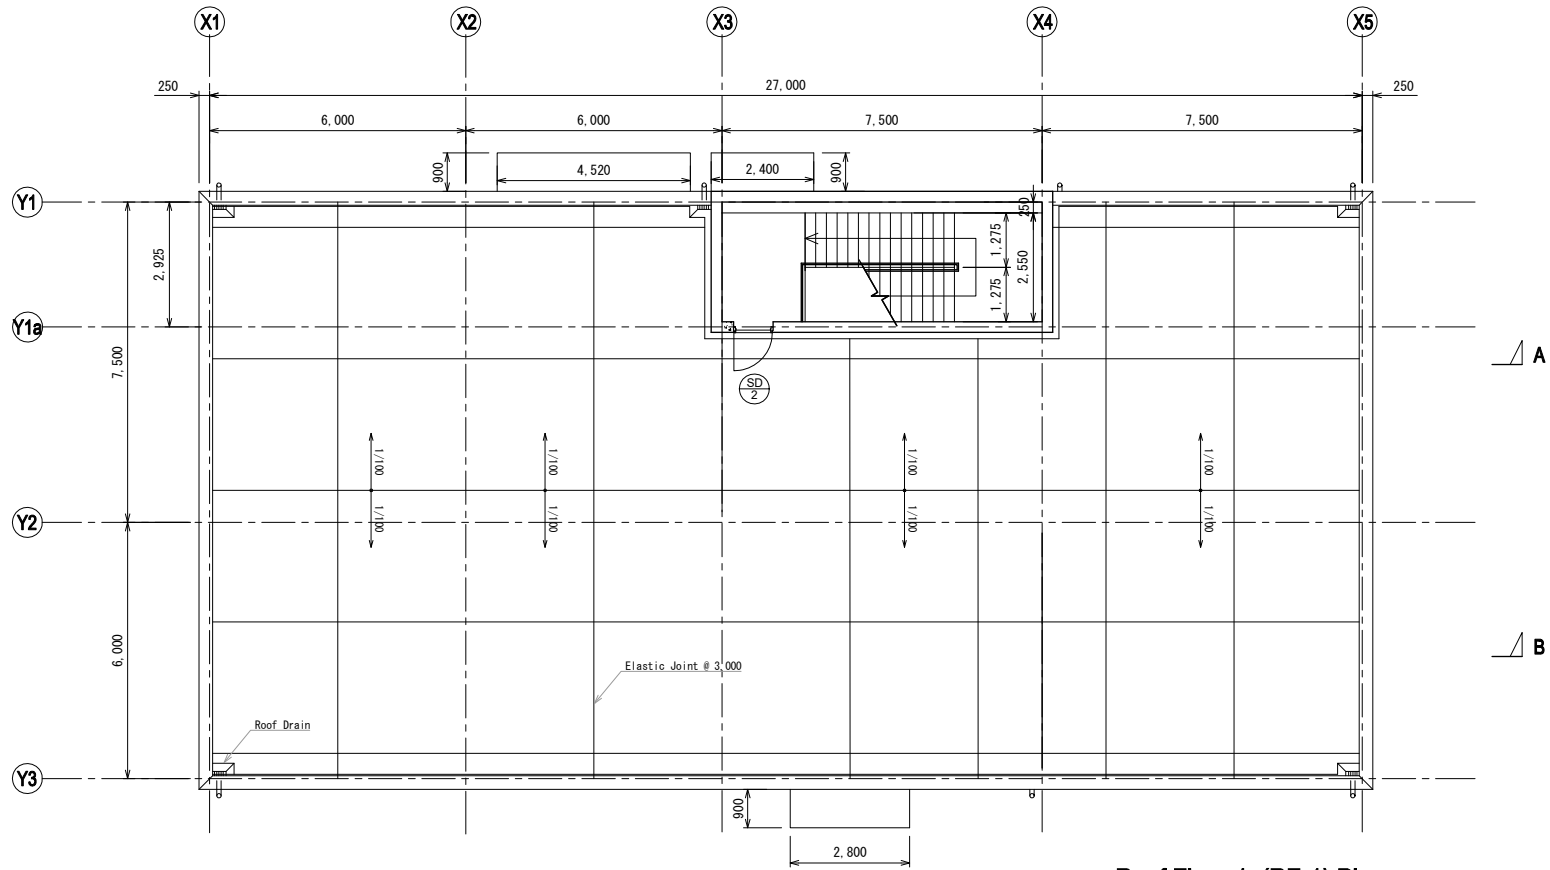 X1 X2 X3 X4 X5
250 27,000 250
6,000 6,000 7,500 7,500
900 4,520 2,400 900
Y1
250
2,925
1,275
2,550
1,275
Y1a
7,500
A
SD
2
1/100 1/100 1/100 1/100
1/100 1/100 1/100 1/100
Y2
6,000
B
Elastic Joint @ 3,000
Roof Drain
Y3
900
2,800